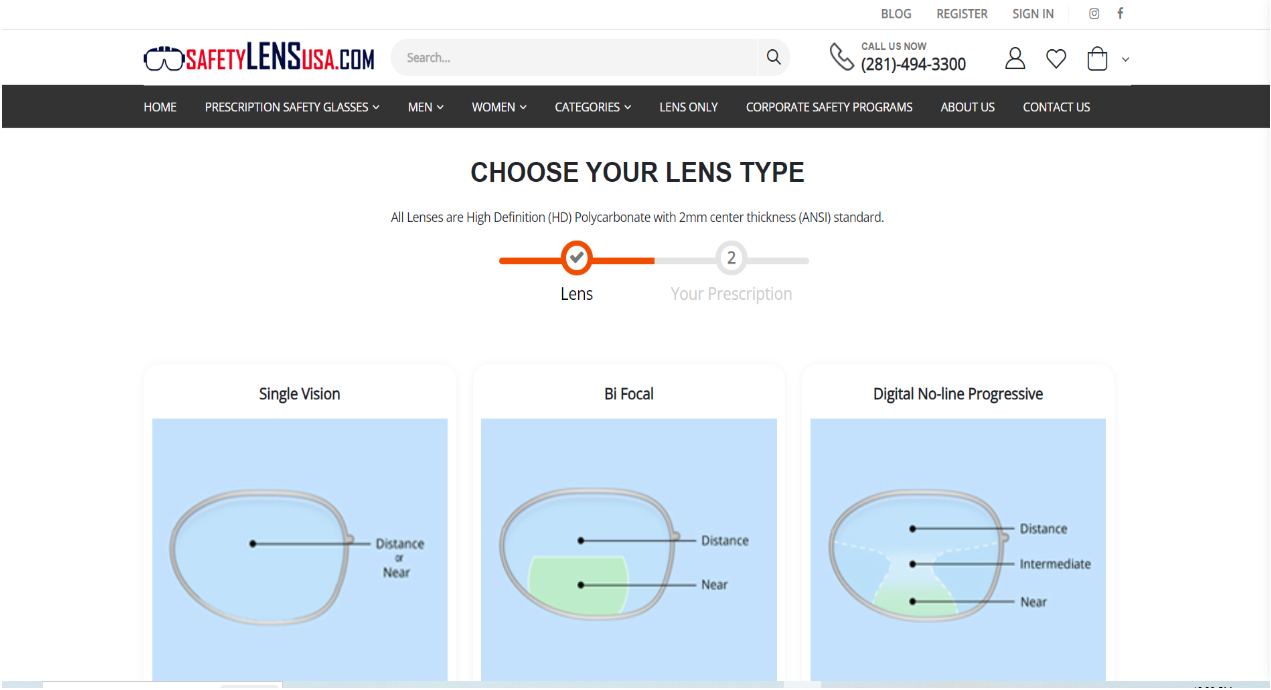 BLOG REGISTER SIGN IN
SAFETYLENSUSA.COM
Search...
CALL US NOW
(281)-494-3300
HOME PRESCRIPTION SAFETY GLASSES MEN WOMEN CATEGORIES LENS ONLY CORPORATE SAFETY PROGRAMS ABOUT US CONTACT US
CHOOSE YOUR LENS TYPE
All Lenses are High Definition (HD) Polycarbonate with 2mm center thickness (ANSI) standard.
2
Lens Your Prescription
Single Vision
Distance
or
Near
Bi Focal
Distance
Near
Digital No-line Progressive
Distance
Intermediate
Near